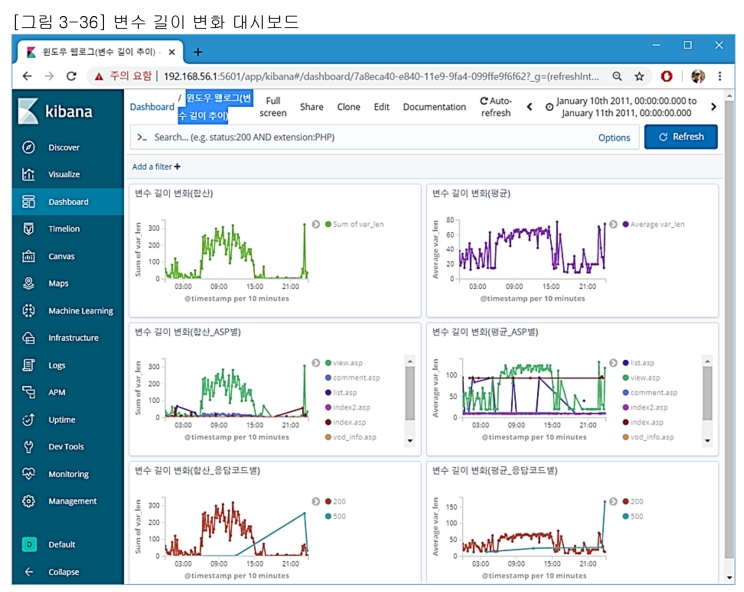 [그림 3-36] 변수 길이 변화 대시보드
윈도우 웹로그(변수 길이 추이) -
주의 요함 | 192.168.56.1:5601/app/kibana#/dashboard/7a8eca40-e840-11e9-9fa4-099ffe9f6f62?_g=(refreshInt...
kibana
Discover
Visualize
Dashboard
Timelion
Canvas
Maps
Machine Learning
Infrastructure
Logs
APM
Uptime
Dev Tools
Monitoring
Management
D Default
Collapse
Dashboard / 윈도우 웹로그(변
수 길이 추이)
Full
screen
Share Clone Edit Documentation
Auto-
refresh
January 10th 2011, 00:00:00.000 to
January 11th 2011, 00:00:00.000
>_ Search... (e.g. status:200 AND extension:PHP) Options Refresh
Add a filter +
변수 길이 변화(합산)
Sum of var_len
300
200
100
0
03:00 09:00 15:00 21:00
@timestamp per 10 minutes
Sum of var_len
변수 길이 변화(평균)
Average var_len
80
60
40
20
0
03:00 09:00 15:00 21:00
@timestamp per 10 minutes
Average var_len
변수 길이 변화(합산_ASP별)
Sum of var_len
300
200
100
0
03:00 09:00 15:00 21:00
@timestamp per 10 minutes
view.asp
comment.asp
list.asp
index2.asp
index.asp
vod_info.asp
변수 길이 변화(평균_ASP별)
Average var_len
100
50
0
03:00 09:00 15:00 21:00
@timestamp per 10 minutes
list.asp
view.asp
comment.asp
index2.asp
index.asp
vod_info.asp
변수 길이 변화(합산_응답코드별)
Sum of var_len
300
200
100
0
03:00 09:00 15:00 21:00
@timestamp per 10 minutes
200
500
변수 길이 변화(평균_응답코드별)
Average var_len
150
100
50
0
03:00 09:00 15:00 21:00
@timestamp per 10 minutes
200
500